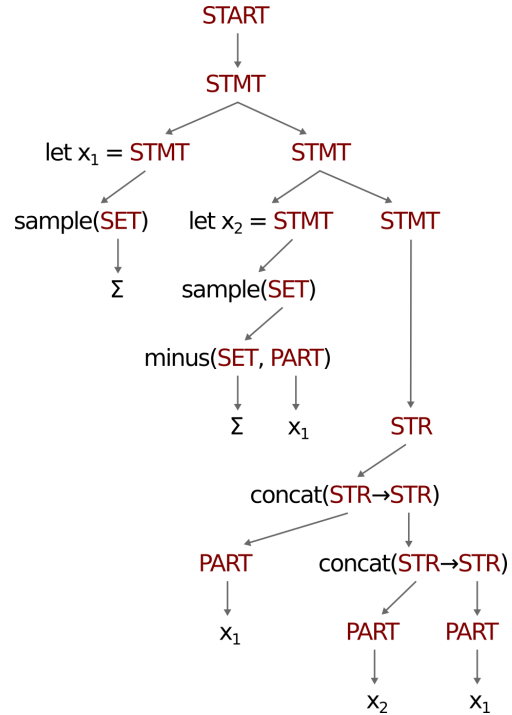 START
STMT
let x₁ = STMT STMT
sample(SET) let x₂ = STMT STMT
Σ sample(SET)
minus(SET, PART)
Σ x₁ STR
concat(STR→STR)
PART concat(STR→STR)
x₁ PART PART
x₂ x₁